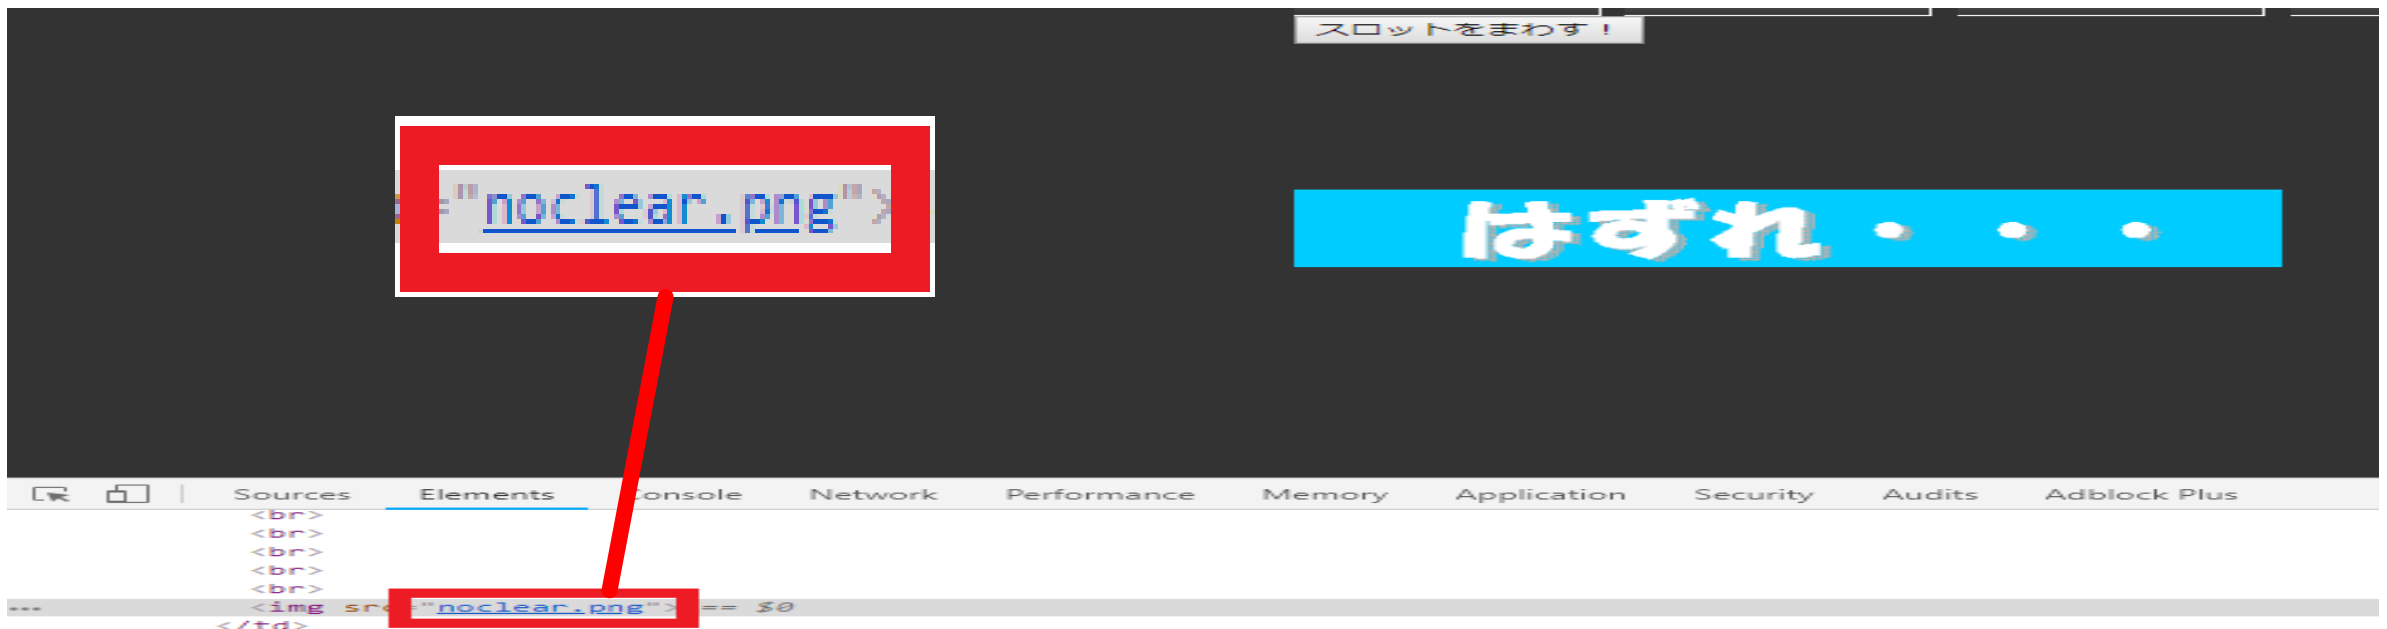 スロットをまわす！
="noclear.png">
はずれ・・・
Sources Elements Console Network Performance Memory Application Security Audits Adblock Plus
<br>
<br>
<br>
<br>
<br>
... <img src="noclear.png"> == $0
</td>